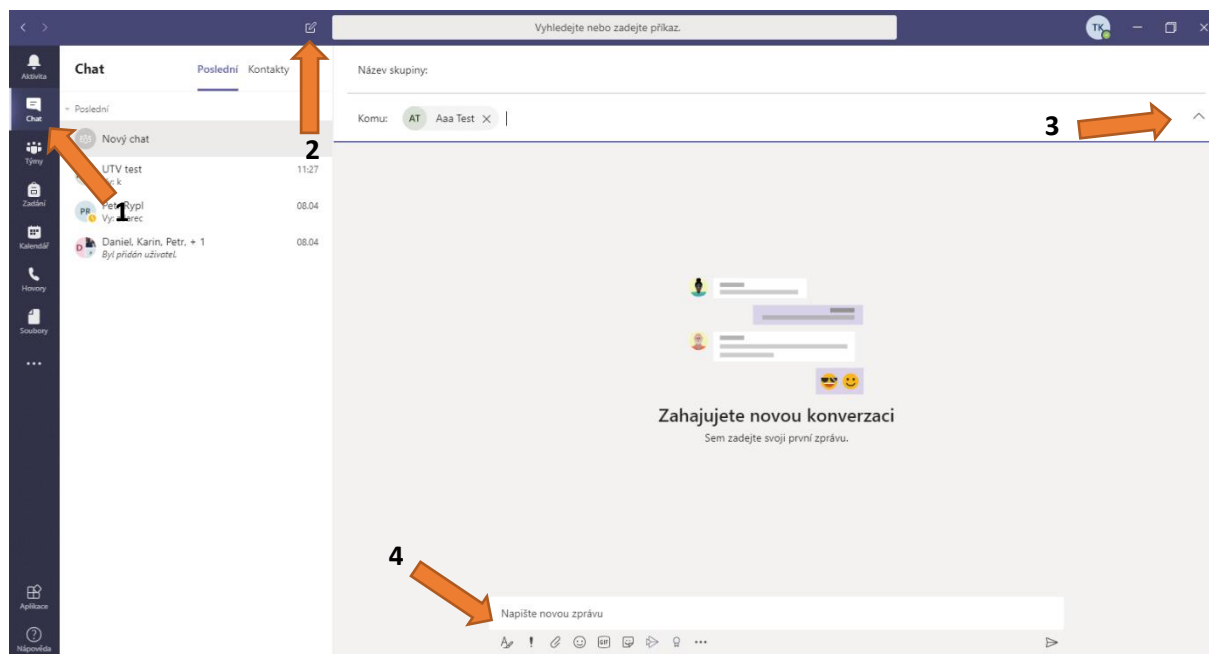 Vyhledejte nebo zadejte příkaz.
TK
Aktivita
Chat
Týmy
Zadání
Kalendář
Hovory
Soubory
Aplikace
Nápověda
Chat
Poslední Kontakty
Poslední
Nový chat
UTV test 11:27
k
PR Rypl 08.04
Vy:
D Daniel, Karin, Petr, + 1 08.04
Byl přidán uživatel.
1
2
Název skupiny:
Komu: AT Aaa Test
3
Zahajujete novou konverzaci
Sem zadejte svoji první zprávu.
4
Napište novou zprávu
GIF